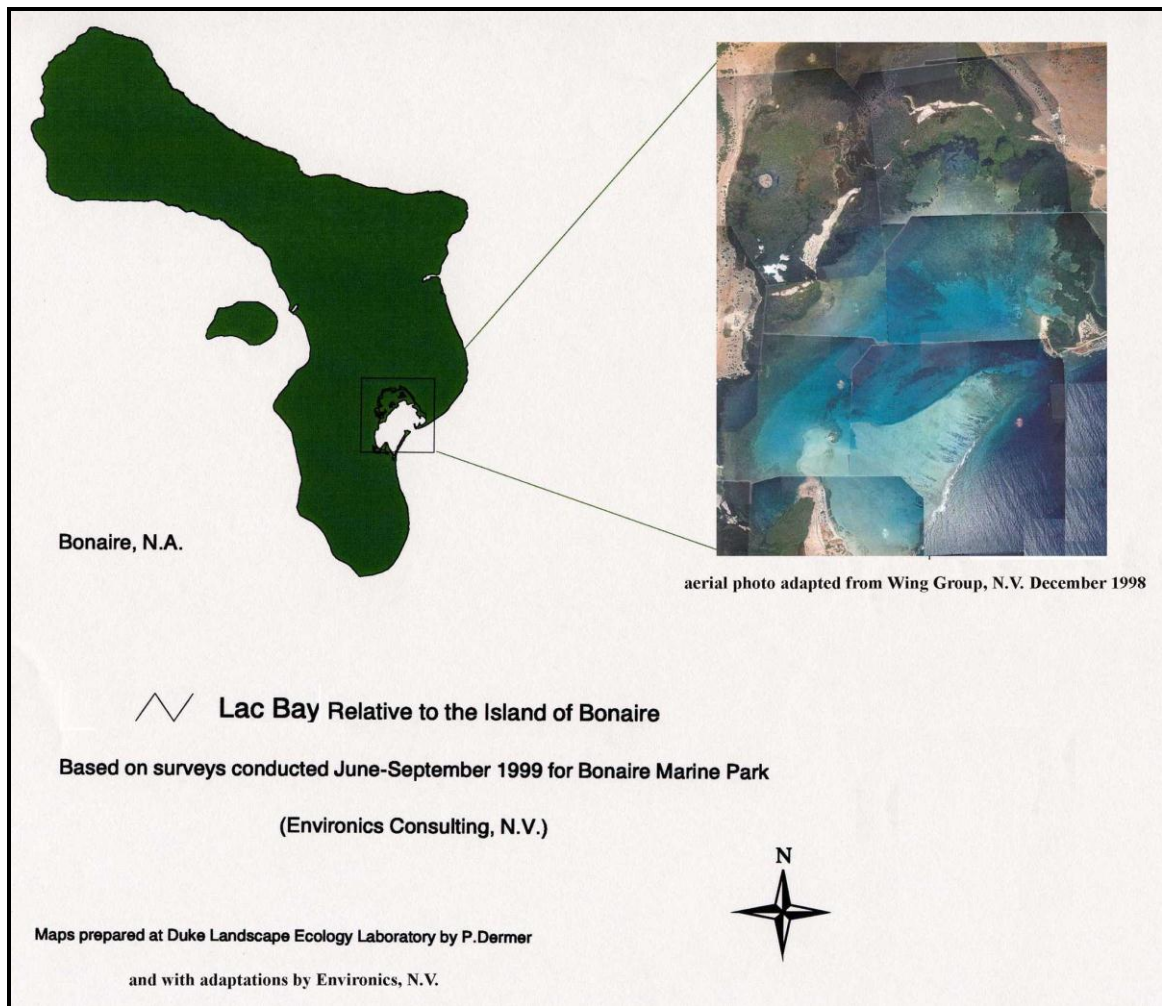 Bonaire, N.A.
aerial photo adapted from Wing Group, N.V. December 1998
Lac Bay Relative to the Island of Bonaire
Based on surveys conducted June-September 1999 for Bonaire Marine Park
(Environics Consulting, N.V.)
N
Maps prepared at Duke Landscape Ecology Laboratory by P.Dermer
and with adaptations by Environics, N.V.